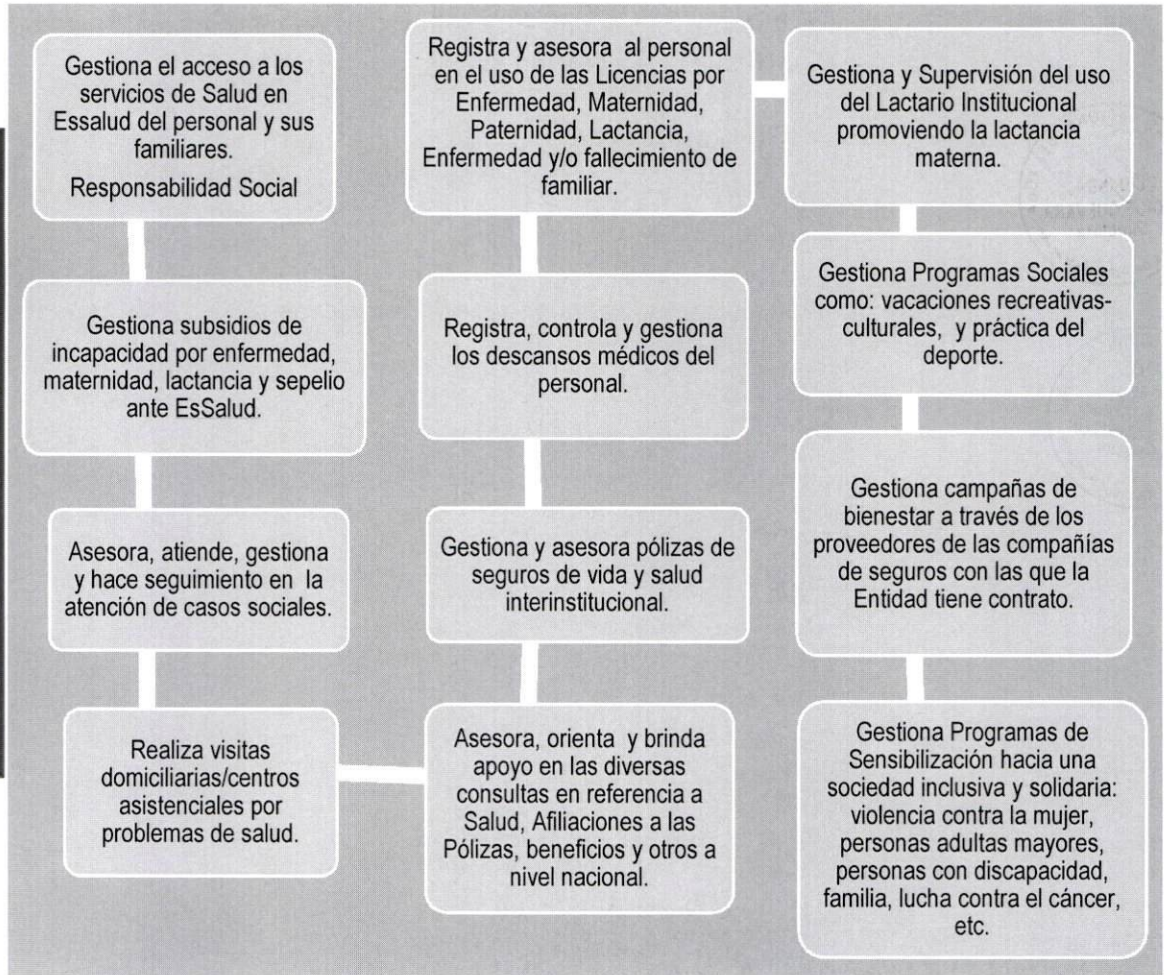 Gestiona el acceso a los
servicios de Salud en
Essalud del personal y sus
familiares.
Responsabilidad Social
Gestiona subsidios de
incapacidad por enfermedad,
maternidad, lactancia y sepelio
ante EsSalud.
Asesora, atiende, gestiona
y hace seguimiento en la
atención de casos sociales.
Realiza visitas
domiciliarias/centros
asistenciales por
problemas de salud.
Asesora, orienta y brinda
apoyo en las diversas
consultas en referencia a
Salud, Afiliaciones a las
Pólizas, beneficios y otros a
nivel nacional.
Gestiona y asesora pólizas de
seguros de vida y salud
interinstitucional.
Registra, controla y gestiona
los descansos médicos del
personal.
Registra y asesora al personal
en el uso de las Licencias por
Enfermedad, Maternidad,
Paternidad, Lactancia,
Enfermedad y/o fallecimiento de
familiar.
Gestiona y Supervisión del uso
del Lactario Institucional
promoviendo la lactancia
materna.
Gestiona Programas Sociales
como: vacaciones recreativas-
culturales, y práctica del
deporte.
Gestiona campañas de
bienestar a través de los
proveedores de las compañías
de seguros con las que la
Entidad tiene contrato.
Gestiona Programas de
Sensibilización hacia una
sociedad inclusiva y solidaria:
violencia contra la mujer,
personas adultas mayores,
personas con discapacidad,
familia, lucha contra el cáncer,
etc.